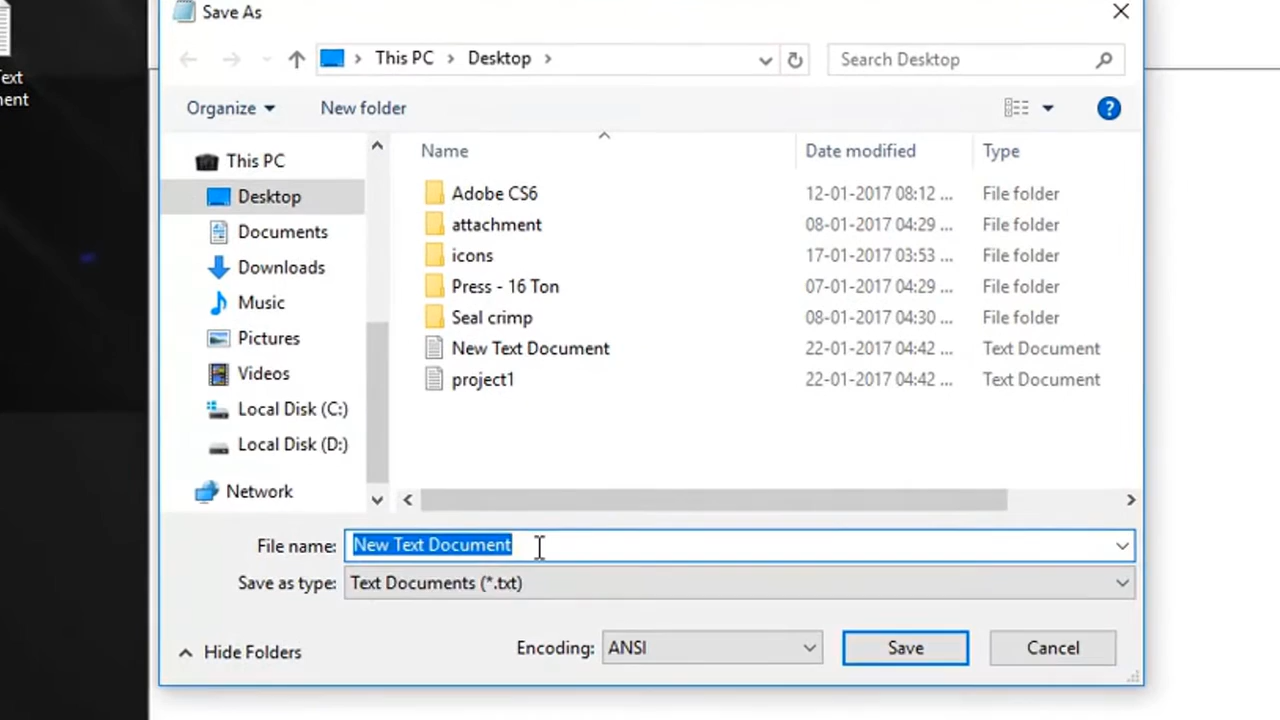 Save As
ext
ent
This PC Desktop
Search Desktop
Organize New folder
Name Date modified Type
This PC
Desktop
Documents
Downloads
Music
Pictures
Videos
Local Disk (C:)
Local Disk (D:)
Network
Adobe CS6 12-01-2017 08:12 ... File folder
attachment 08-01-2017 04:29 ... File folder
icons 17-01-2017 03:53 ... File folder
Press - 16 Ton 07-01-2017 04:29 ... File folder
Seal crimp 08-01-2017 04:30 ... File folder
New Text Document 22-01-2017 04:42 ... Text Document
project1 22-01-2017 04:42 ... Text Document
File name: New Text Document
Save as type: Text Documents (*.txt)
Hide Folders Encoding: ANSI Save Cancel